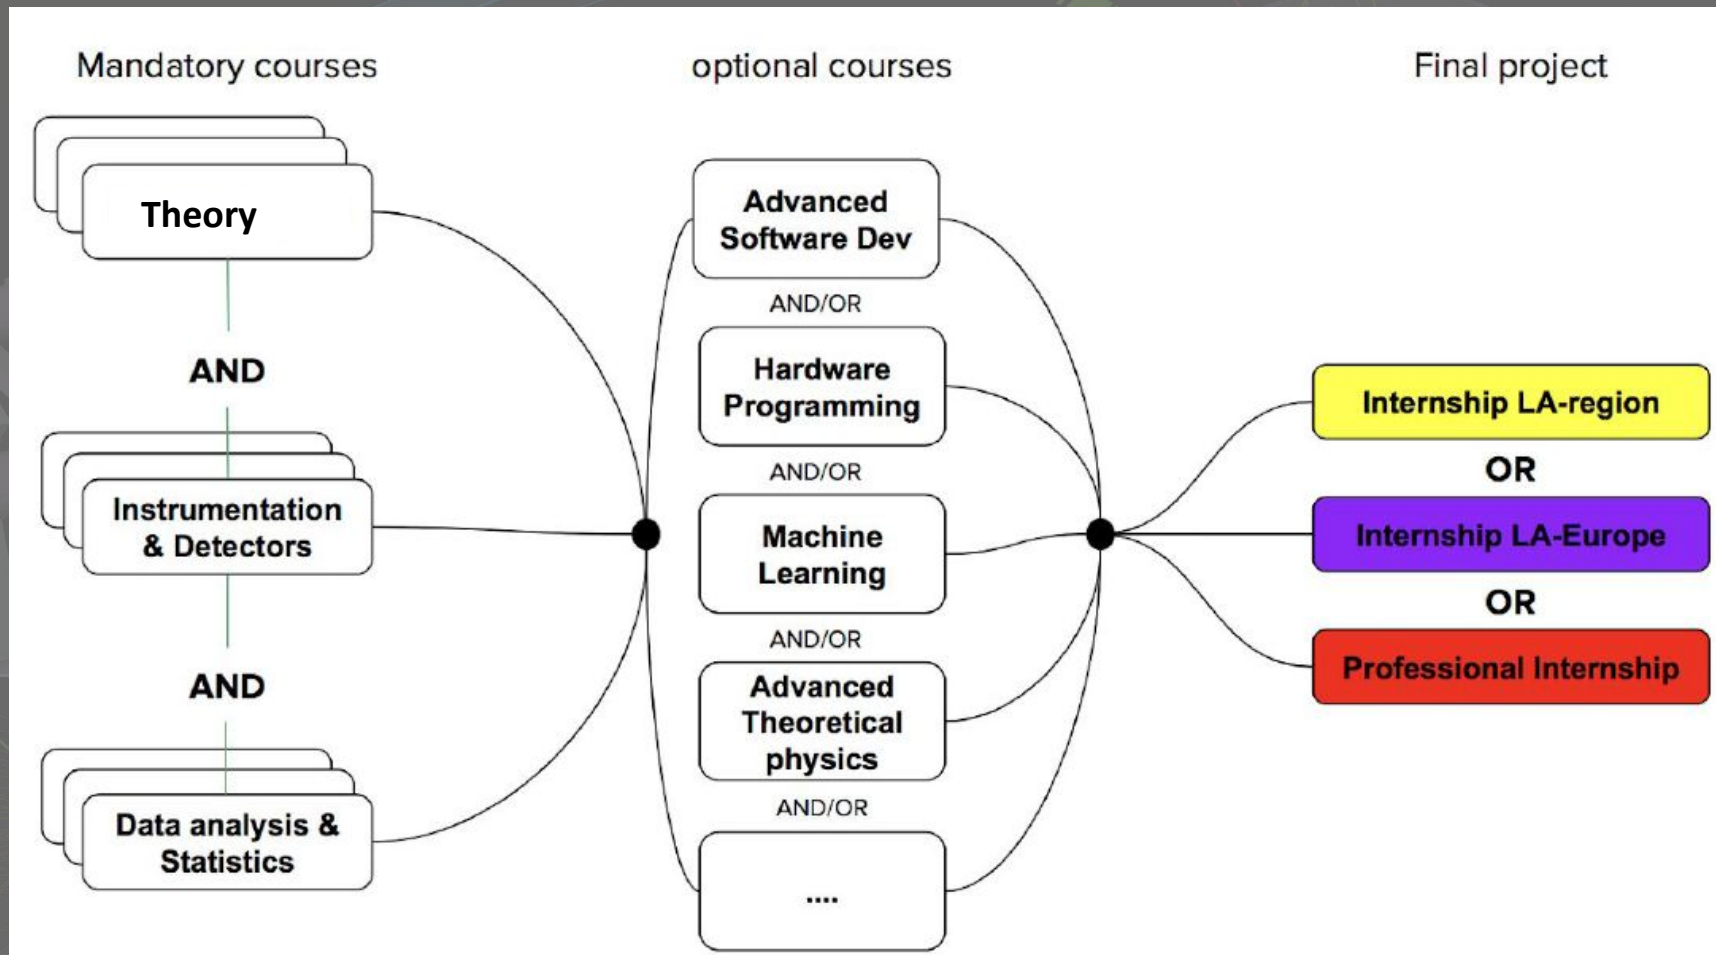 Mandatory courses
optional courses
Final project
Theory
AND
Instrumentation
& Detectors
AND
Data analysis &
Statistics
Advanced
Software Dev
AND/OR
Hardware
Programming
AND/OR
Machine
Learning
AND/OR
Advanced
Theoretical
physics
AND/OR
....
Internship LA-region
OR
Internship LA-Europe
OR
Professional Internship